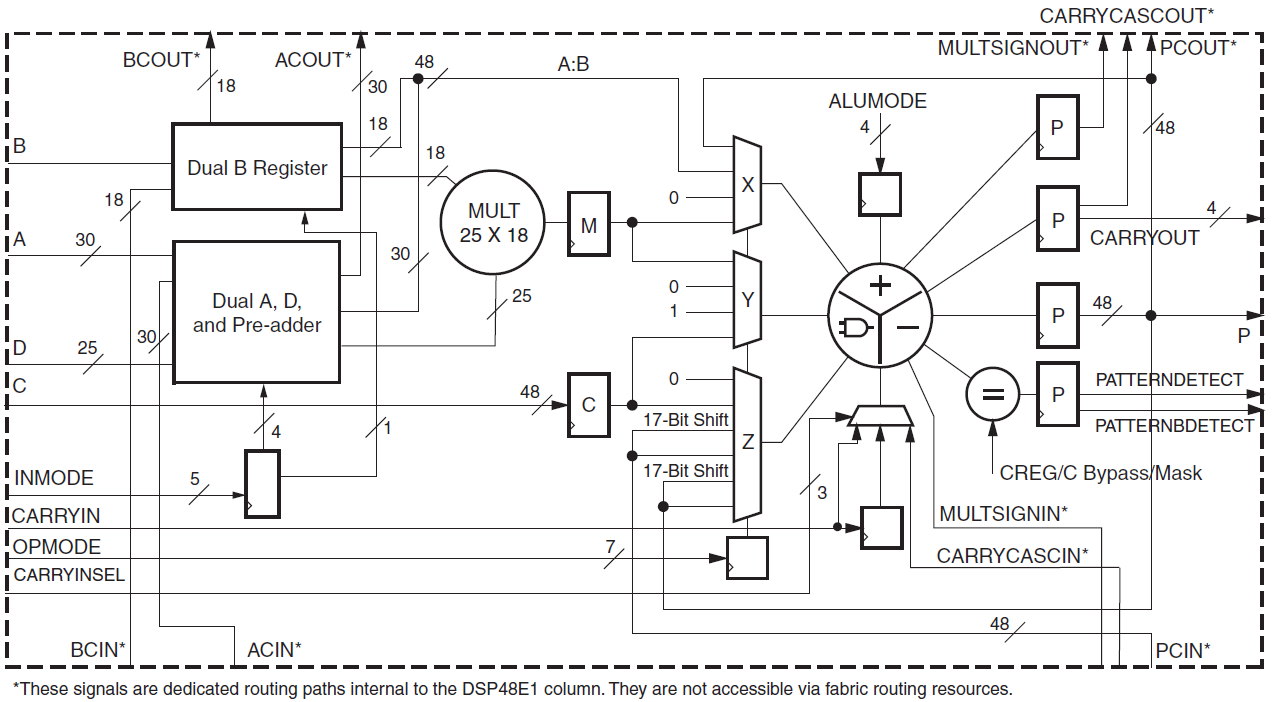 CARRYCASCOUT*
BCOUT* ACOUT* MULTSIGNOUT* PCOUT*
48 A:B
18 30
ALUMODE
18 4 P 48
B
Dual B Register 18
X
18 0
MULT
25 X 18
M
P 4
A 30
CARRYOUT
30
0
Dual A, D,
and Pre-adder
25 Y
1
48 P
30
P
D 25
0
C 48 C
= P PATTERNDETECT
17-Bit Shift
PATTERNBDETECT
4 1
Z
17-Bit Shift
CREG/C Bypass/Mask
INMODE 5
3
CARRYIN
MULTSIGNIN*
OPMODE 7
CARRYCASCIN*
CARRYINSEL
48
BCIN* ACIN* PCIN*
*These signals are dedicated routing paths internal to the DSP48E1 column. They are not accessible via fabric routing resources.